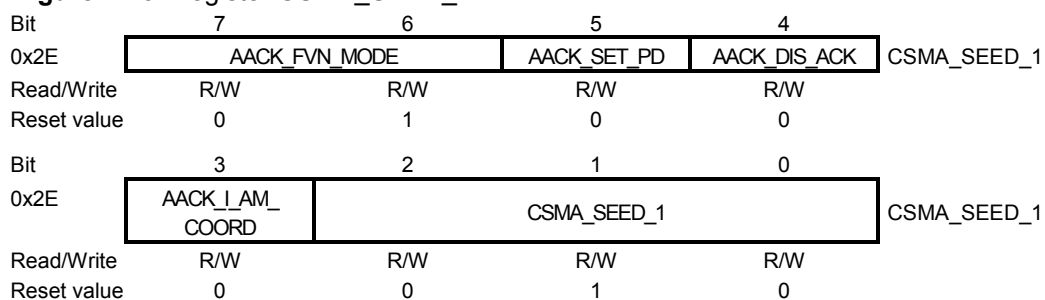 Bit 7 6 5 4
0x2E AACK_FVN_MODE AACK_SET_PD AACK_DIS_ACK CSMA_SEED_1
Read/Write R/W R/W R/W R/W
Reset value 0 1 0 0
Bit 3 2 1 0
0x2E AACK_I_AM_
COORD CSMA_SEED_1 CSMA_SEED_1
Read/Write R/W R/W R/W R/W
Reset value 0 0 1 0